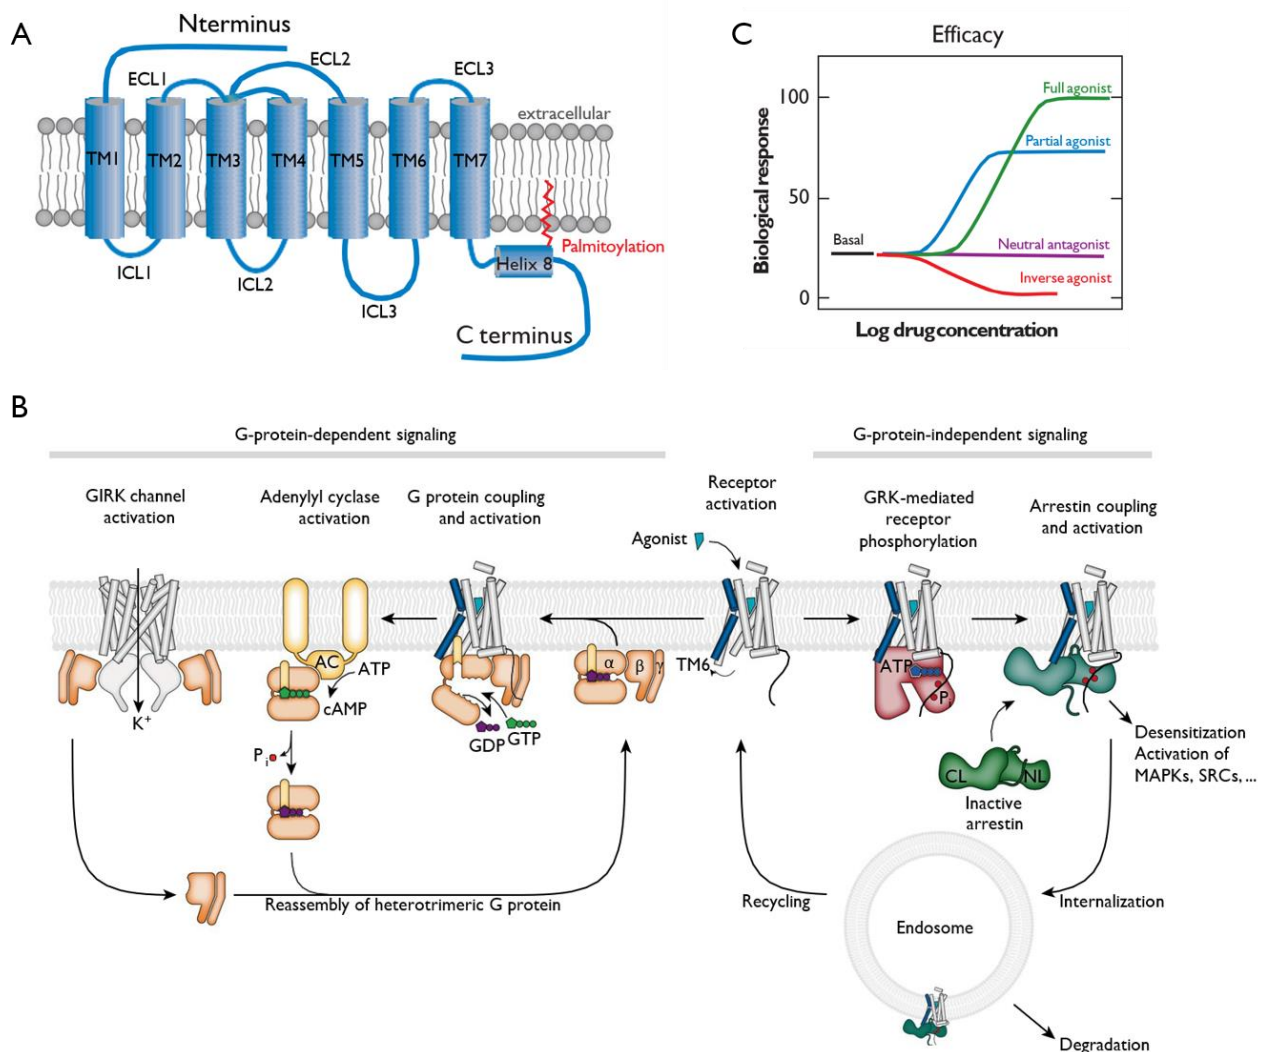 A
Nterminus
ECL1
ECL2
ECL3
extracellular
TM1
TM2
TM3
TM4
TM5
TM6
TM7
Palmitoylation
Helix 8
ICL1
ICL2
ICL3
C terminus
C
Efficacy
Biological response
100
50
0
Full agonist
Partial agonist
Basal
Neutral antagonist
Inverse agonist
Log drugconcentration
B
G-protein-dependent signaling
G-protein-independent signaling
GIRK channel
activation
Adenylyl cyclase
activation
G protein coupling
and activation
Receptor
activation
GRK-mediated
receptor
phosphorylation
Arrestin coupling
and activation
Agonist
AC
ATP
cAMP
GDP
GTP
α
β
γ
TM6
ATP
Pi
K+
Pi
CL
NL
Inactive
arrestin
Desensitization
Activation of
MAPKs, SRCs, ...
Reassembly of heterotrimeric G protein
Recycling
Internalization
Endosome
Degradation